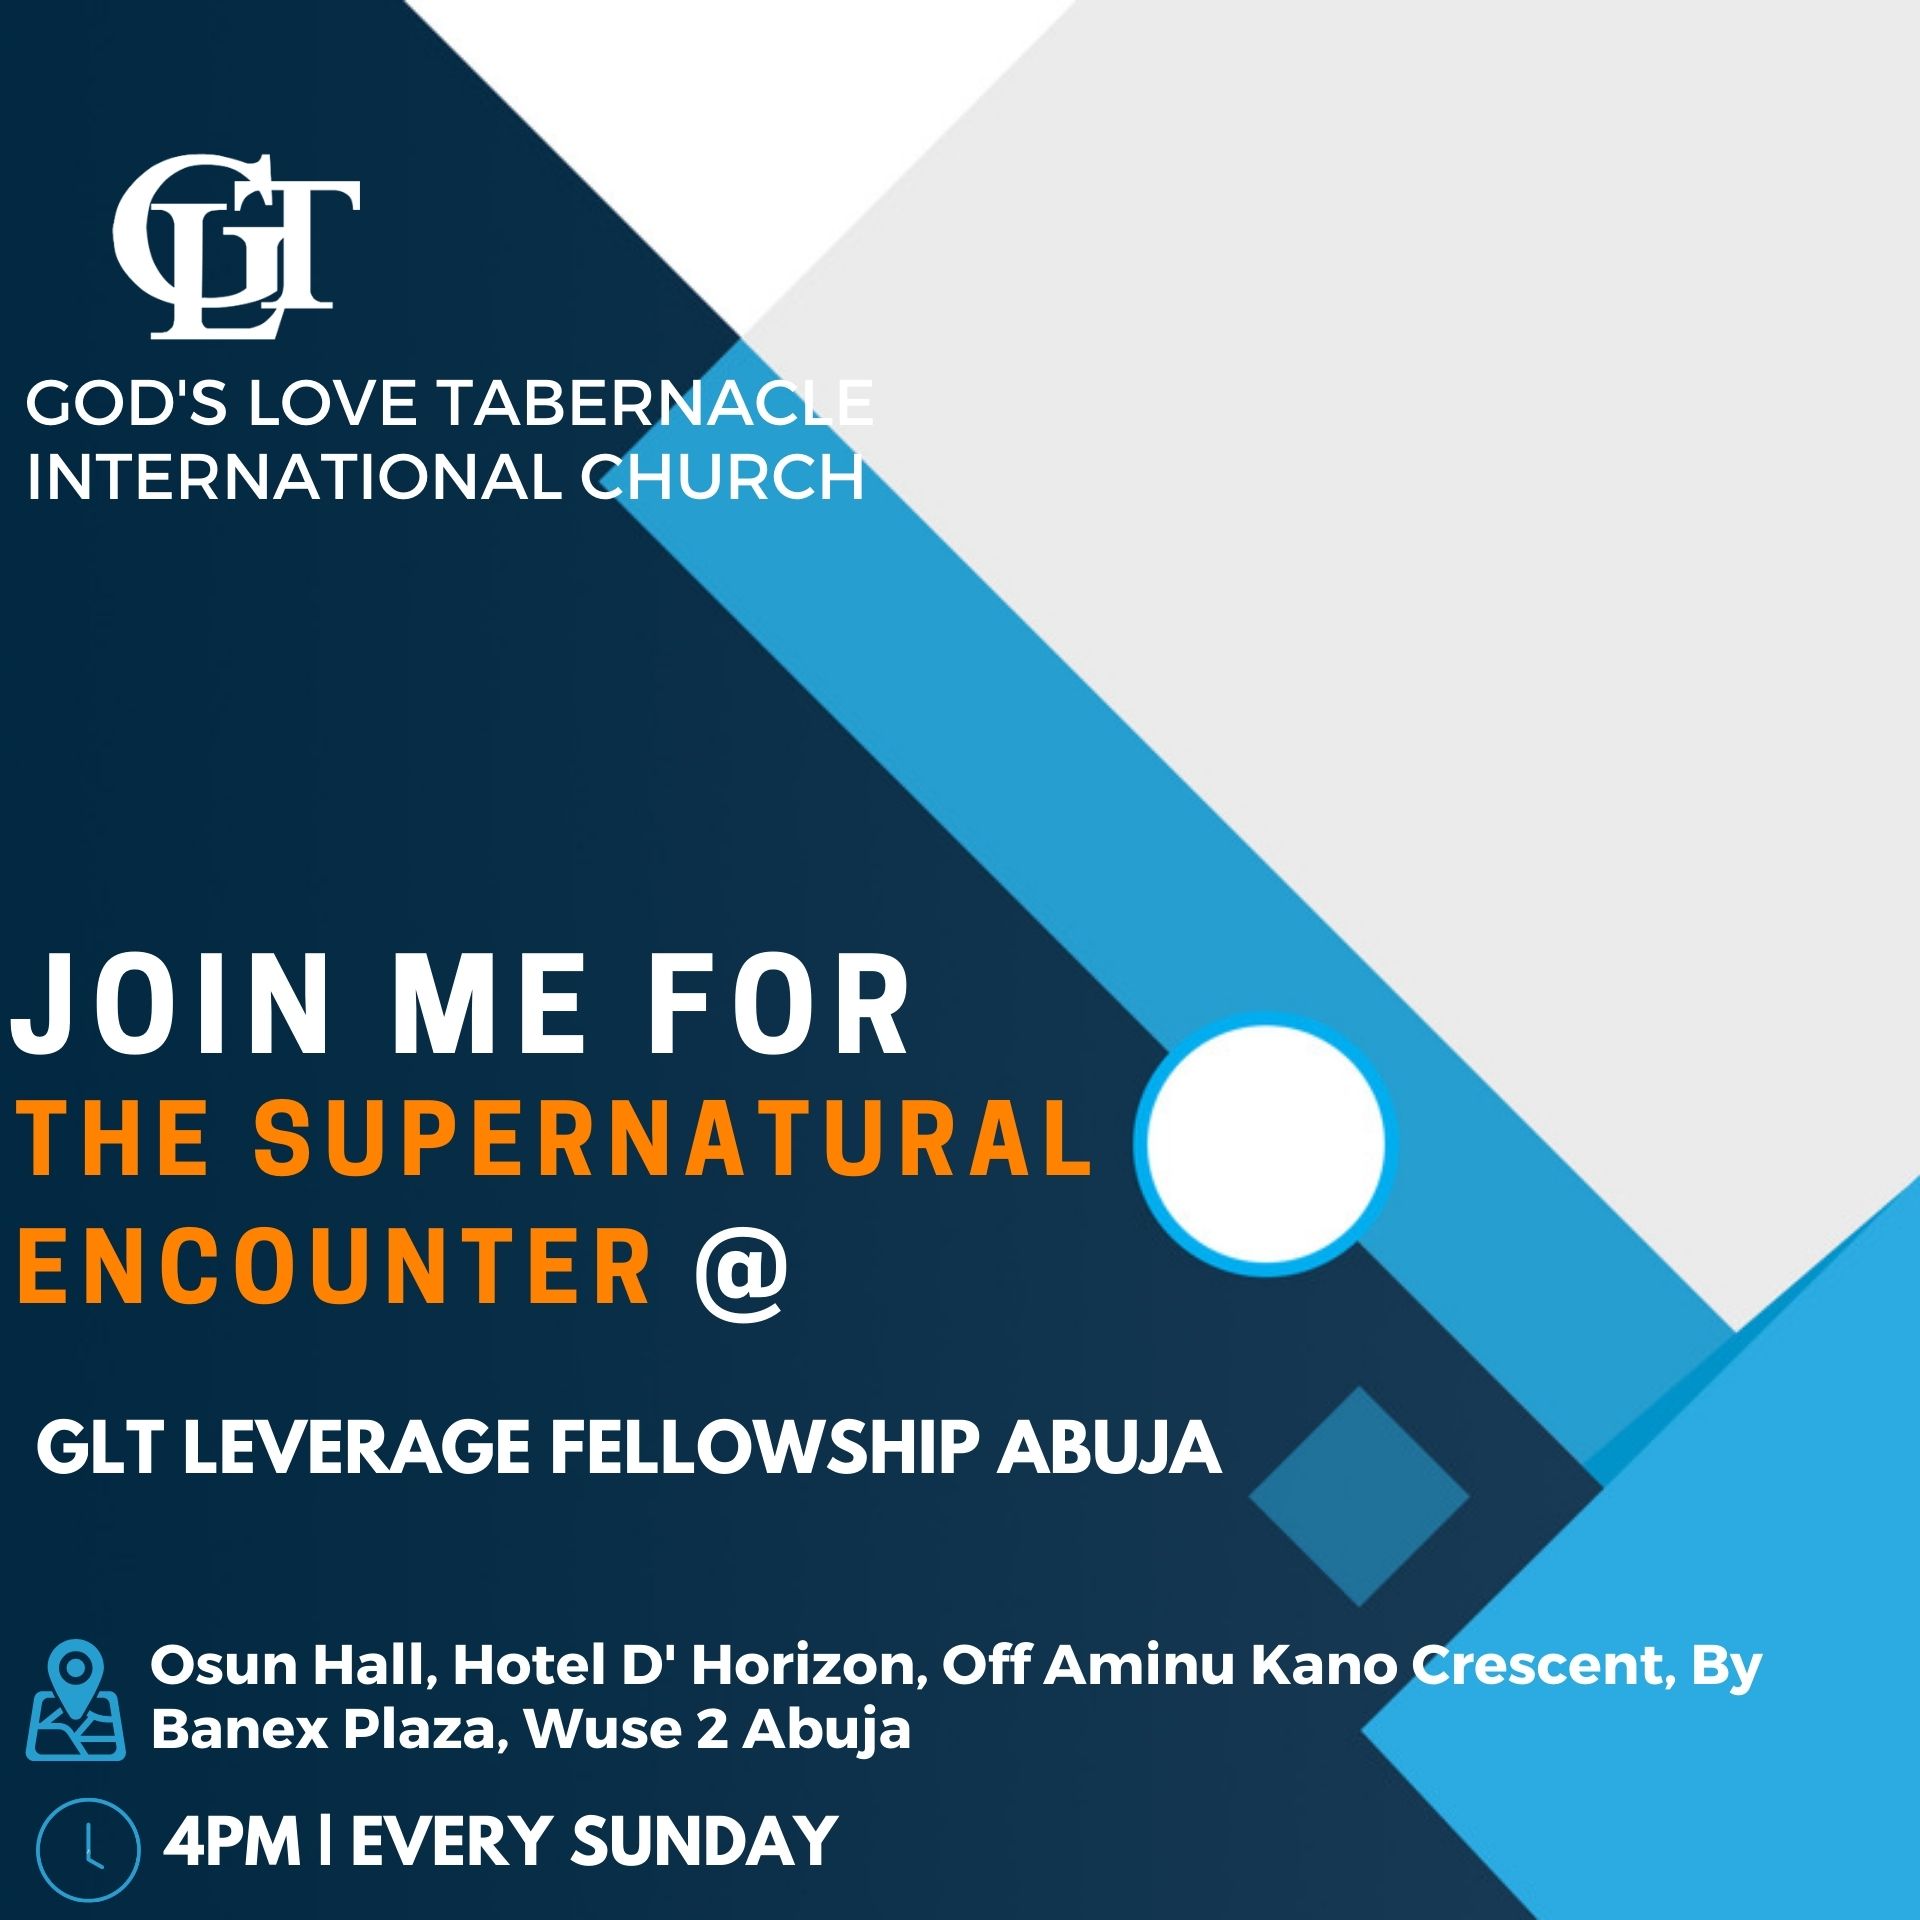 GLT
GOD'S LOVE TABERNACLE
INTERNATIONAL CHURCH
JOIN ME FOR
THE SUPERNATURAL
ENCOUNTER @
GLT LEVERAGE FELLOWSHIP ABUJA
Osun Hall, Hotel D' Horizon, Off Aminu Kano Crescent, By
Banex Plaza, Wuse 2 Abuja
4PM | EVERY SUNDAY